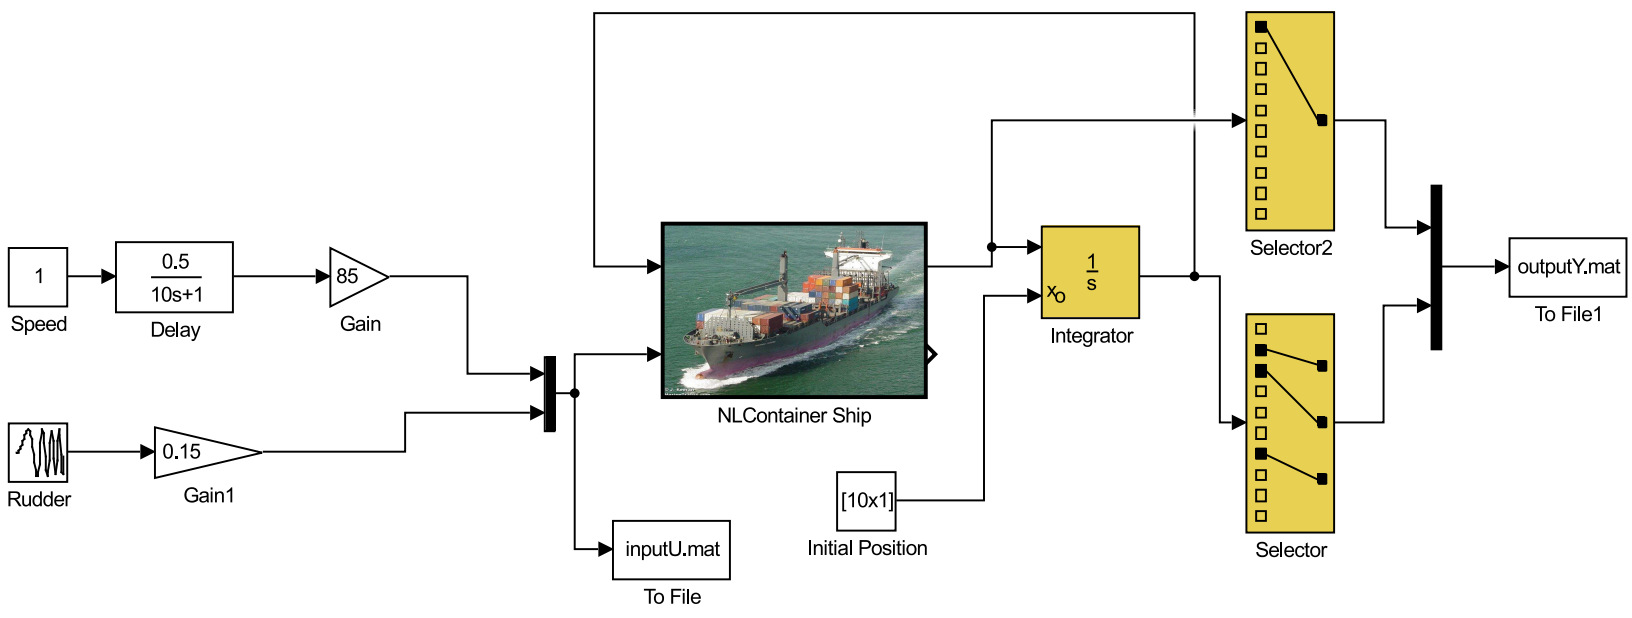 Selector2
1
Speed
0.5
10s+1
Delay
85
Gain
1
s
xo
Integrator
outputY.mat
To File1
NLContainer Ship
0.15
Gain1
Rudder
[10x1]
Initial Position
Selector
inputU.mat
To File